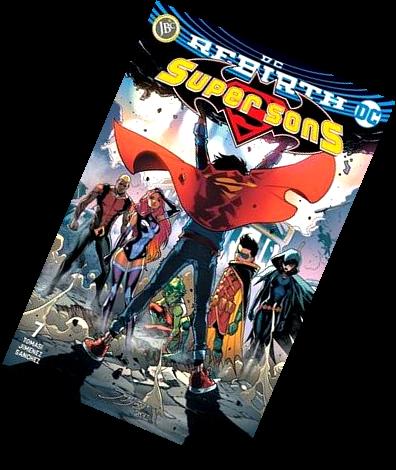 JBC
DC
REBIRTH
DC
SUPER SONS
7
TOMASI
JIMENEZ
SANCHEZ